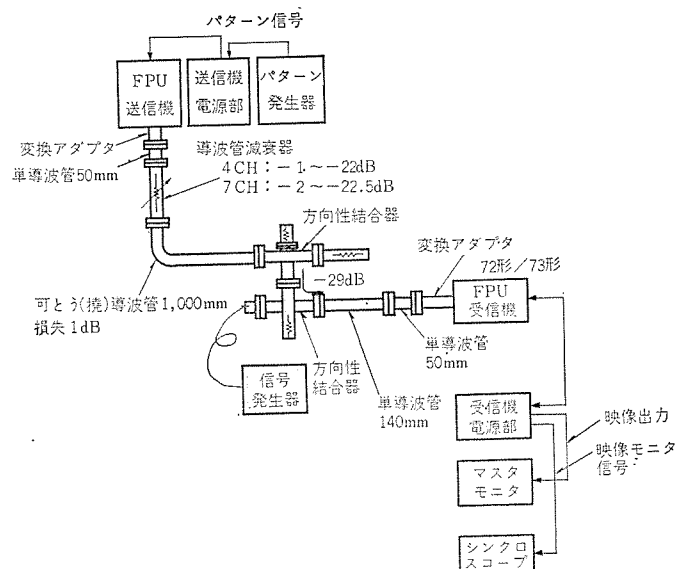 パターン信号
FPU
送信機
送信機
電源部
パターン
発生器
変換アダプタ
単導波管50mm
導波管減衰器
4CH：－1～－22dB
7CH：－2～－22.5dB
方向性結合器
変換アダプタ
72形／73形
－29dB
FPU
受信機
可とう(撓)導波管1,000mm
損失1dB
単導波管
50mm
方向性
結合器
信号
発生器
単導波管
140mm
受信機
電源部
映像出力
映像モニタ
信号
マスタ
モニタ
シンクロ
スコープ